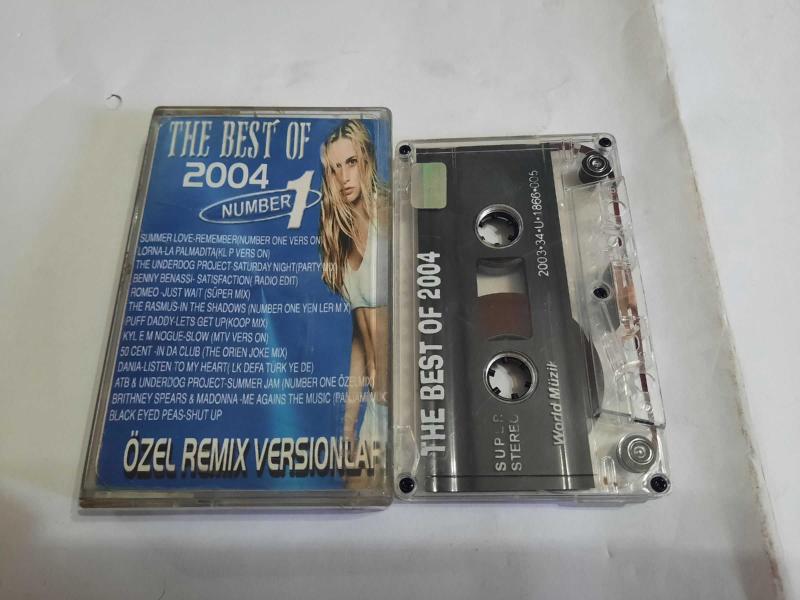 THE BEST OF
2004
NUMBER 1
SUMMER LOVE-REMEMBER(NUMBER ONE VERS ON
LORNA-LA PALMADITA(KL P VERS ON)
THE UNDERDOG PROJECT-SATURDAY NIGHT(PARTY MIX)
BENNY BENASSI- SATISFACTION( RADIO EDIT)
ROMEO -JUST WAIT (SÜPER MIX)
THE RASMUS-IN THE SHADOWS (NUMBER ONE YEN LER M X)
PUFF DADDY-LETS GET UP(KOOP MIX)
KYL E M NOGUE-SLOW (MTV VERS ON)
50 CENT -IN DA CLUB (THE ORIEN JOKE MIX)
DANIA-LISTEN TO MY HEART( LK DEFA TÜRK YE DE)
ATB & UNDERDOG PROJECT-SUMMER JAM (NUMBER ONE ÖZELMIX)
BRITHNEY SPEARS & MADONNA -ME AGAINS THE MUSIC (PANJAMI MIX
BLACK EYED PEAS-SHUT UP
ÖZEL REMIX VERSIONLAR
THE BEST OF 2004
SUPER
STEREO
World Müzik
2003•34•U•1866•005